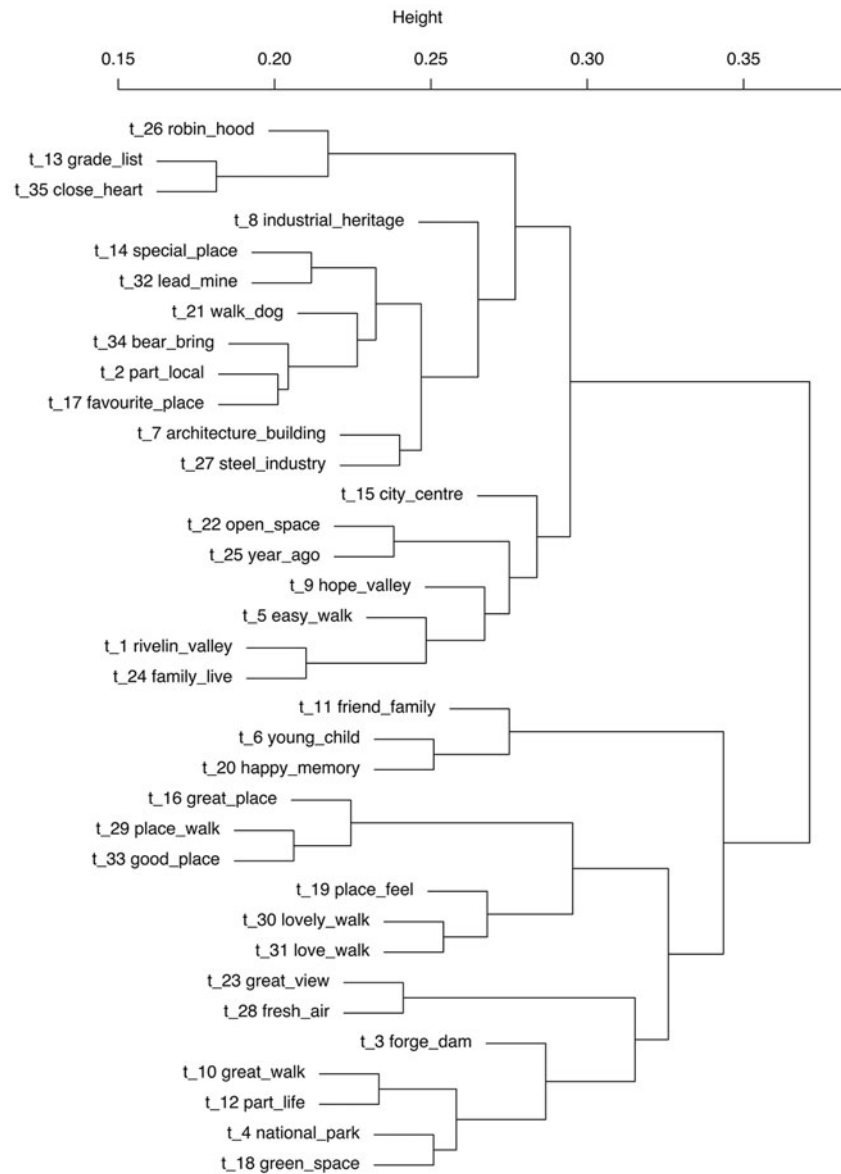 Height
0.15 0.20 0.25 0.30 0.35
t_26 robin_hood
t_13 grade_list
t_35 close_heart
t_8 industrial_heritage
t_14 special_place
t_32 lead_mine
t_21 walk_dog
t_34 bear_bring
t_2 part_local
t_17 favourite_place
t_7 architecture_building
t_27 steel_industry
t_15 city_centre
t_22 open_space
t_25 year_ago
t_9 hope_valley
t_5 easy_walk
t_1 rivelin_valley
t_24 family_live
t_11 friend_family
t_6 young_child
t_20 happy_memory
t_16 great_place
t_29 place_walk
t_33 good_place
t_19 place_feel
t_30 lovely_walk
t_31 love_walk
t_23 great_view
t_28 fresh_air
t_3 forge_dam
t_10 great_walk
t_12 part_life
t_4 national_park
t_18 green_space